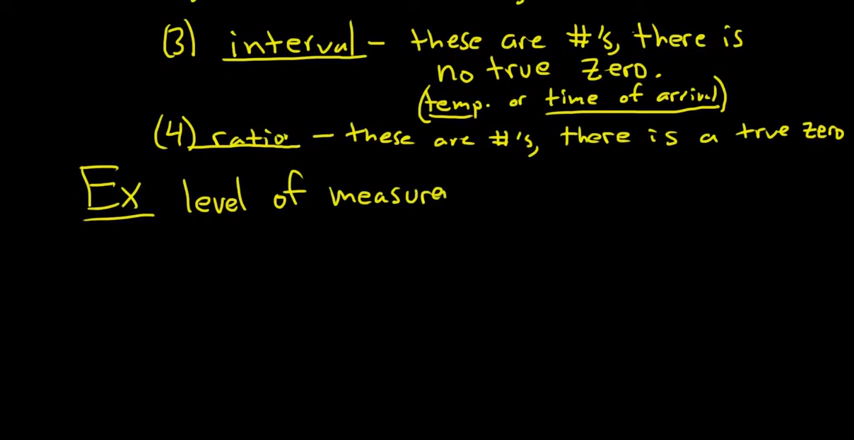 (3) interval - these are #'s, there is
no true zero.
(temp. or time of arrival)
(4) ratio - these are #'s, there is a true zero
Ex level of measure